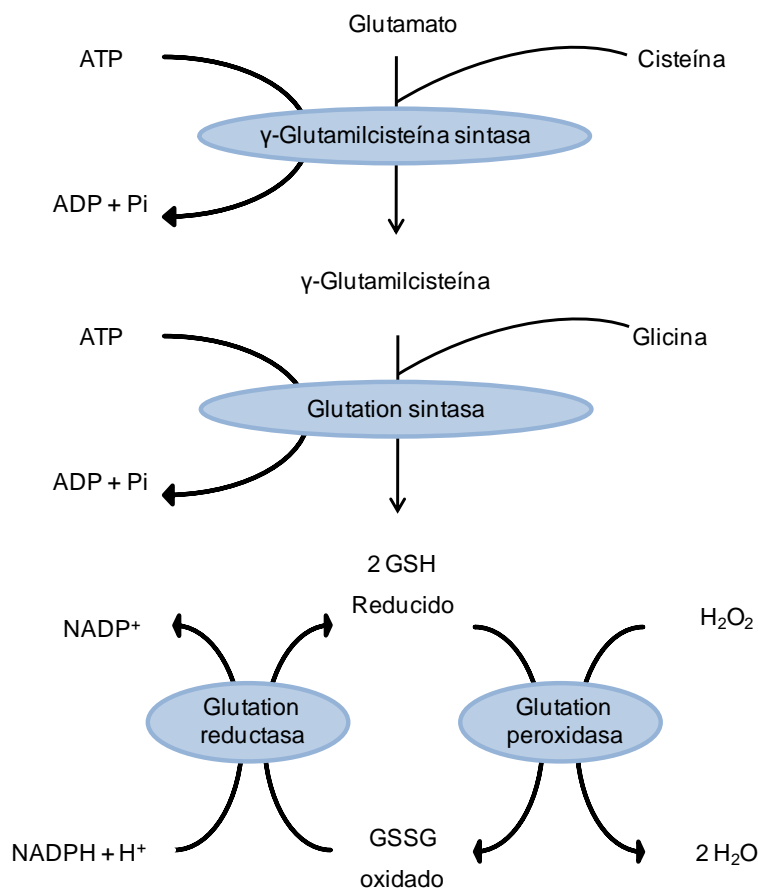 Glutamato
ATP
Cisteína
γ-Glutamilcisteína sintasa
ADP + Pi
γ-Glutamilcisteína
ATP
Glicina
Glutation sintasa
ADP + Pi
2 GSH
Reducido
NADP⁺
H₂O₂
Glutation
reductasa
Glutation
peroxidasa
NADPH + H⁺
GSSG
oxidado
2 H₂O